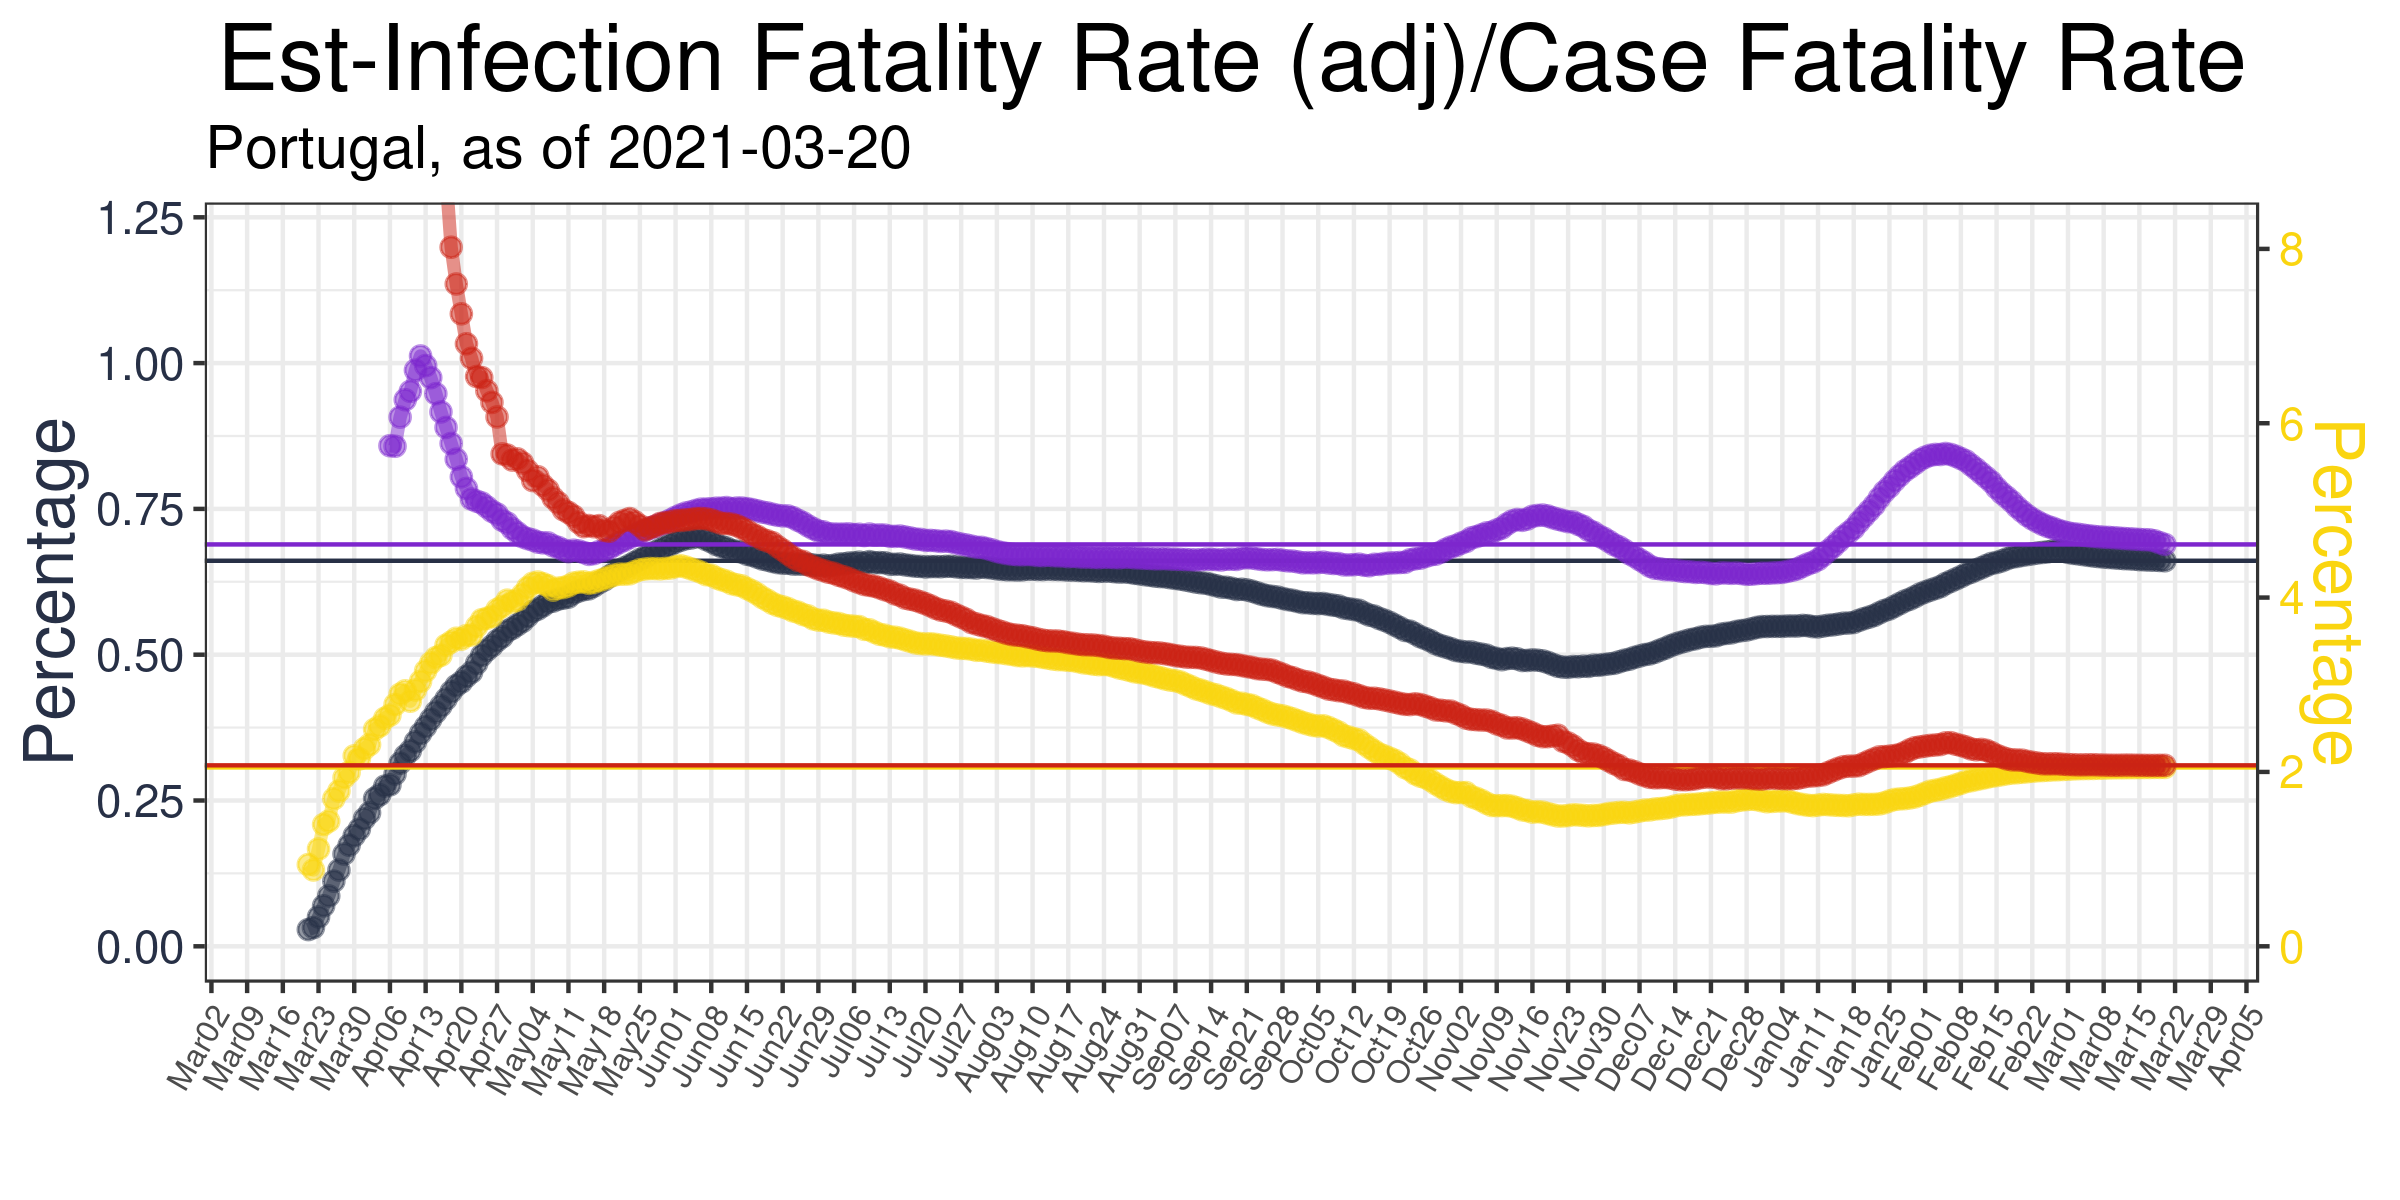 Est-Infection Fatality Rate (adj)/Case Fatality Rate
Portugal, as of 2021-03-20
1.25
1.00
0.75
0.50
0.25
0.00
Percentage
8
6
4
2
0
Percentage
Mar02
Mar09
Mar16
Mar23
Mar30
Apr06
Apr13
Apr20
Apr27
May04
May11
May18
May25
Jun01
Jun08
Jun15
Jun22
Jun29
Jul06
Jul13
Jul20
Jul27
Aug03
Aug10
Aug17
Aug24
Aug31
Sep07
Sep14
Sep21
Sep28
Oct05
Oct12
Oct19
Oct26
Nov02
Nov09
Nov16
Nov23
Nov30
Dec07
Dec14
Dec21
Dec28
Jan04
Jan11
Jan18
Jan25
Feb01
Feb08
Feb15
Feb22
Mar01
Mar08
Mar15
Mar22
Mar29
Apr05